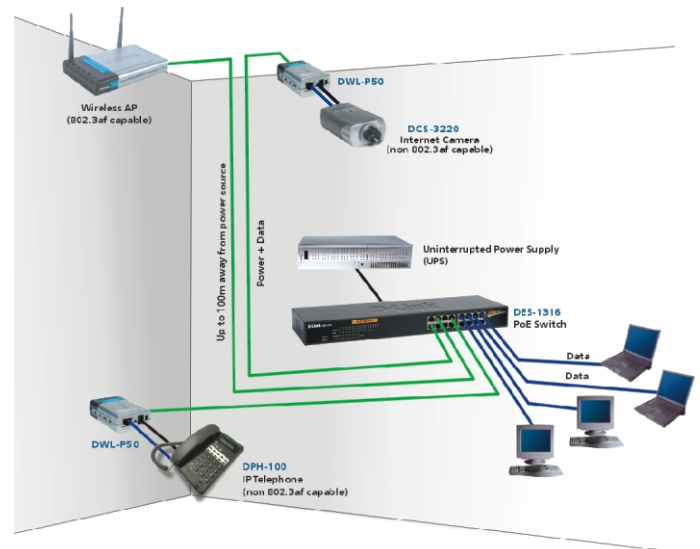 DWL-P50
Wireless AP
(802.3af capable)
DCS-3220
Internet Camera
(non 802.3af capable)
Up to 100m away from power source
Power + Data
Uninterrupted Power Supply
(UPS)
D-Link
DES-1316
PoE Switch
Data
Data
DWL-P50
DPH-100
IP Telephone
(non 802.3af capable)